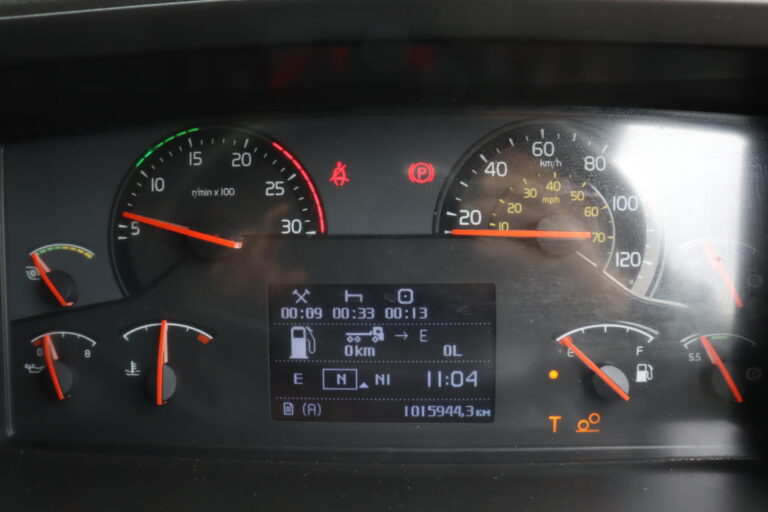 5 10 15 20 25 30
r/min x 100
P
20 40 60 80 100 120
km/h
10 20 30 40 50 60 70
mph
0 8
00:09 00:33 00:13
→ E
0km 0L
E N N1 11:04
(A) 1015944,3 KM
F
5.5
T